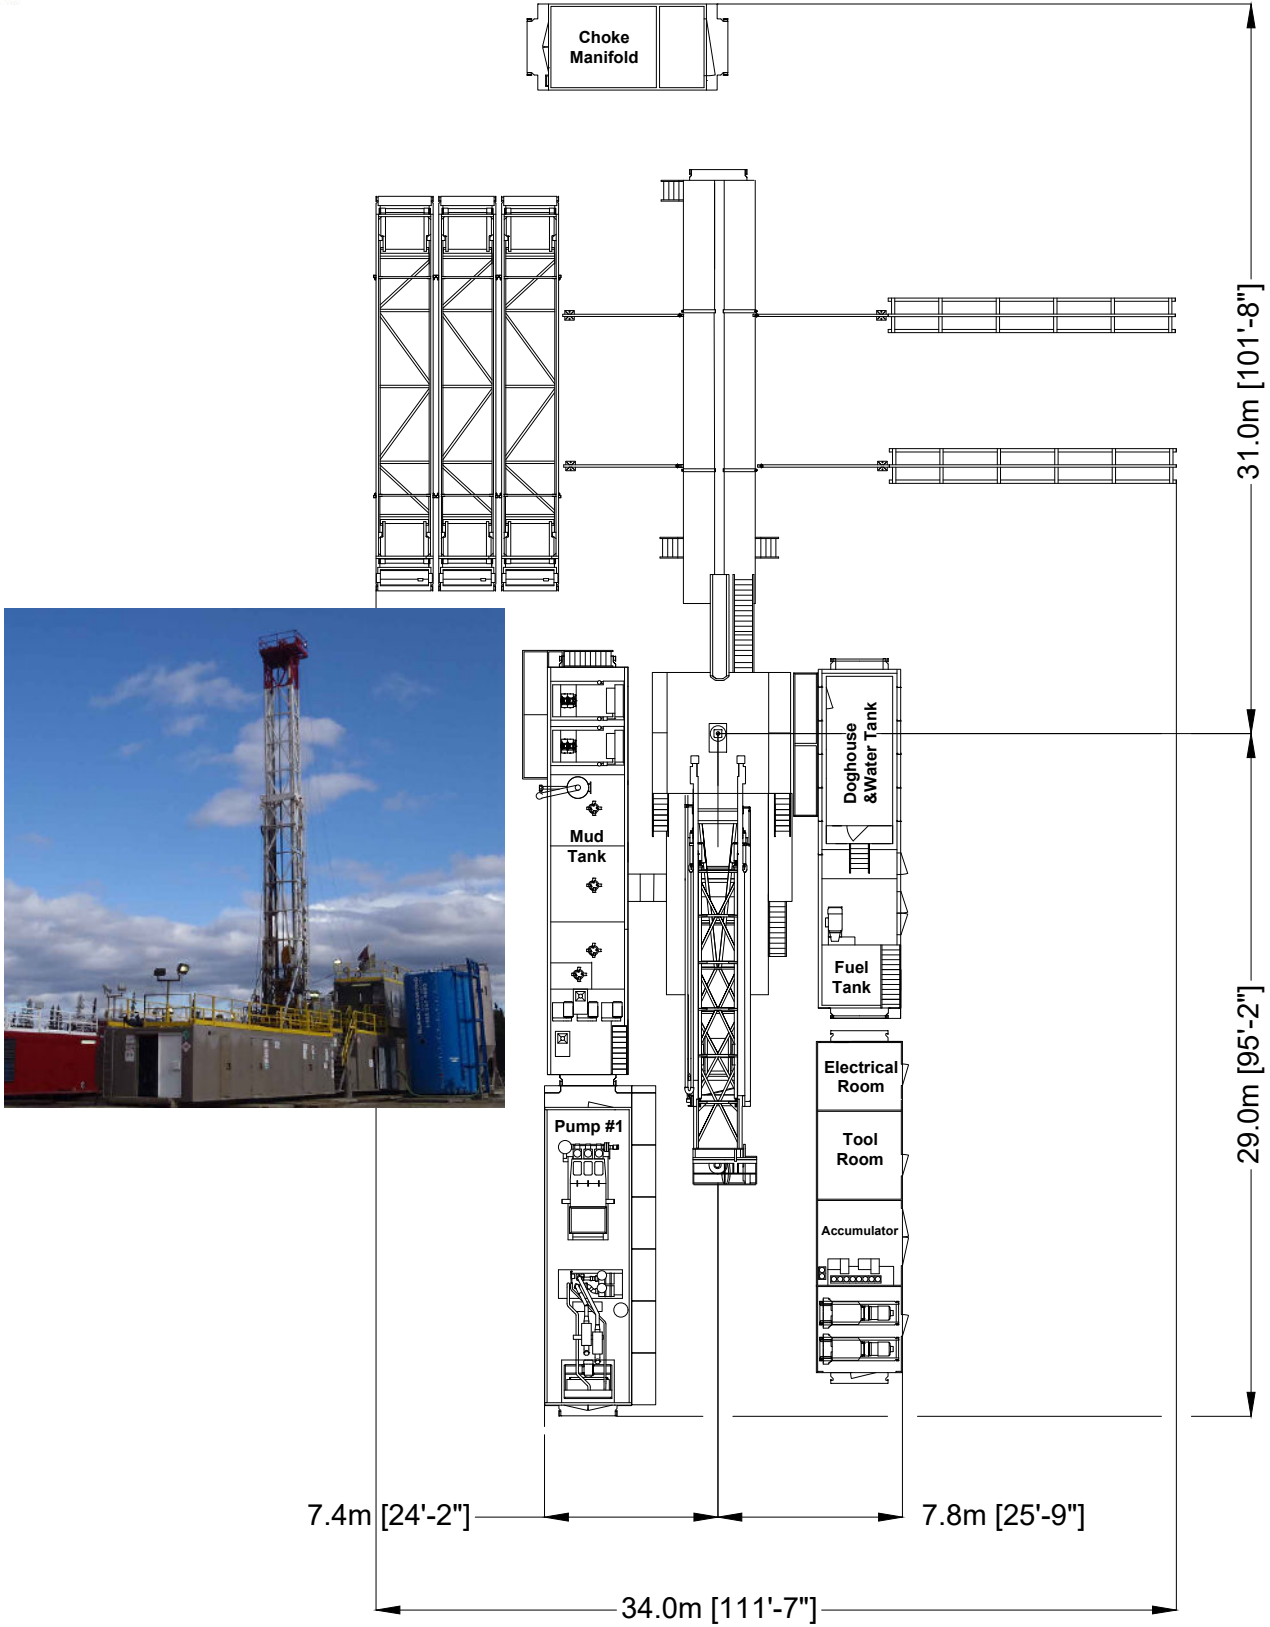 Choke
Manifold
31.0m [101'-8"]
Doghouse
&Water Tank
Mud
Tank
Fuel
Tank
29.0m [95'-2"]
Electrical
Room
Pump #1
Tool
Room
Accumulator
7.4m [24'-2"]
7.8m [25'-9"]
34.0m [111'-7"]